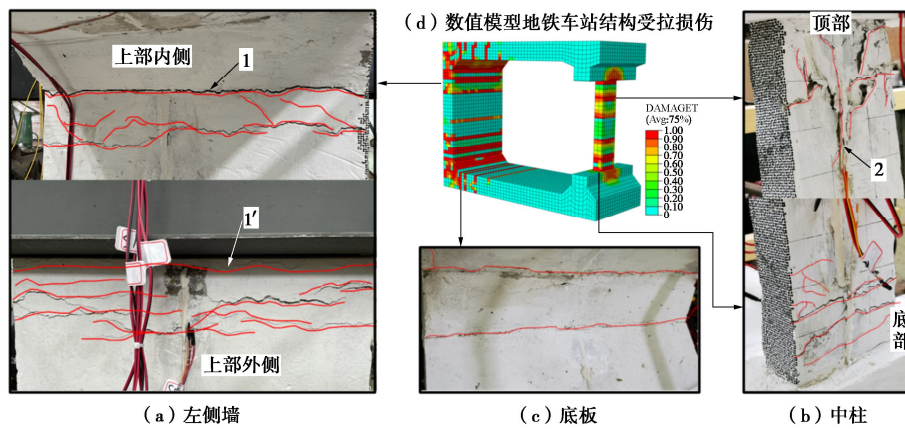 (d) 数值模型地铁车站结构受拉损伤
上部内侧
1
1′
上部外侧
(a) 左侧墙
DAMAGET
(Avg:75%)
1.00
0.90
0.80
0.70
0.60
0.50
0.40
0.30
0.20
0.10
0
(c) 底板
顶部
2
底
部
(b) 中柱